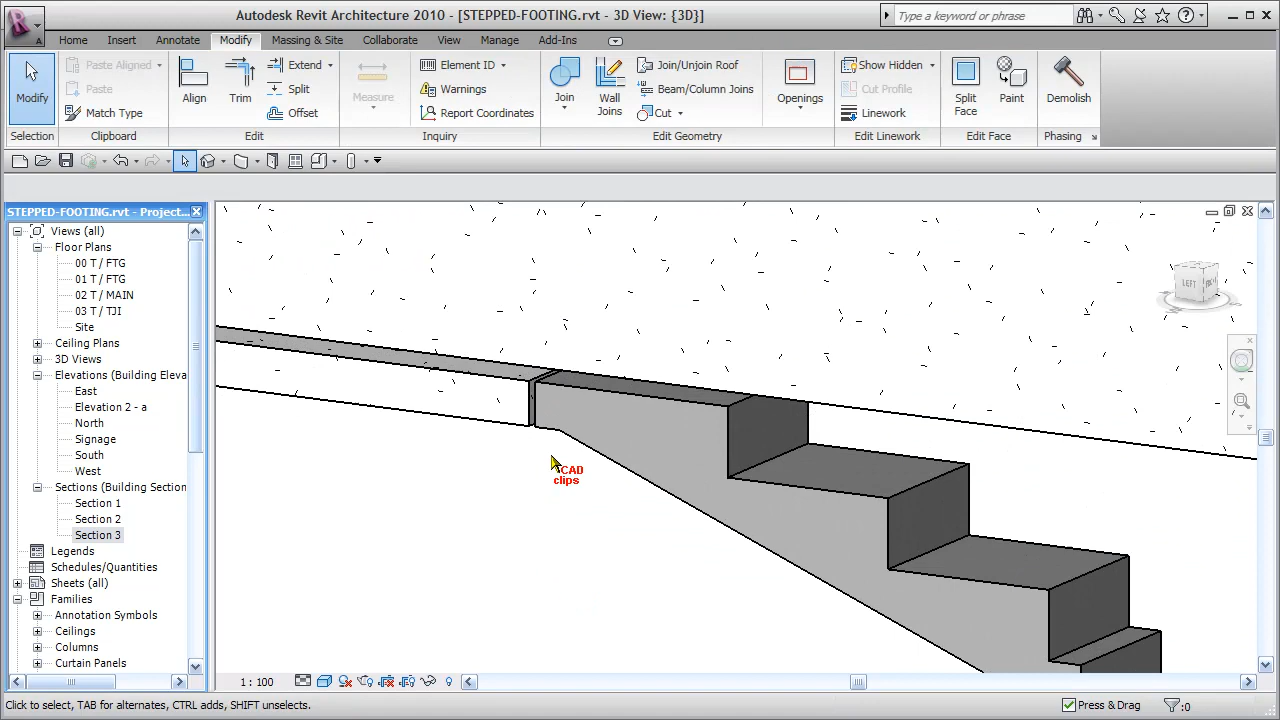 Autodesk Revit Architecture 2010 - [STEPPED-FOOTING.rvt - 3D View: {3D}]
Type a keyword or phrase
Home Insert Annotate Modify Massing & Site Collaborate View Manage Add-Ins
Modify
Paste Aligned
Paste
Match Type
Align
Trim
Extend
Split
Offset
Measure
Element ID
Warnings
Report Coordinates
Join
Wall
Joins
Join/Unjoin Roof
Beam/Column Joins
Cut
Openings
Show Hidden
Cut Profile
Linework
Split
Face
Paint
Demolish
Selection Clipboard Edit Inquiry Edit Geometry Edit Linework Edit Face Phasing
STEPPED-FOOTING.rvt - Project...
Views (all)
Floor Plans
00 T / FTG
01 T / FTG
02 T / MAIN
03 T/ TJI
Site
Ceiling Plans
3D Views
Elevations (Building Eleva
East
Elevation 2 - a
North
Signage
South
West
Sections (Building Section
Section 1
Section 2
Section 3
Legends
Schedules/Quantities
Sheets (all)
Families
Annotation Symbols
Ceilings
Columns
Curtain Panels
LEFT
CAD
clips
1 : 100
Click to select, TAB for alternates, CTRL adds, SHIFT unselects.
Press & Drag
:0